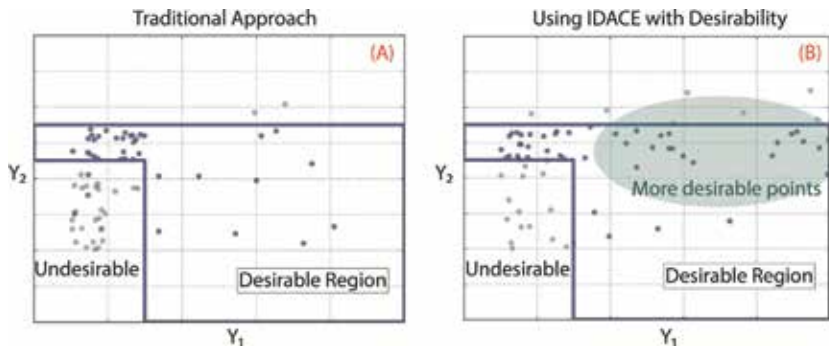 Traditional Approach
(A)
Y2
Undesirable
Desirable Region
Y1
Using IDACE with Desirability
(B)
Y2
More desirable points
Undesirable
Desirable Region
Y1